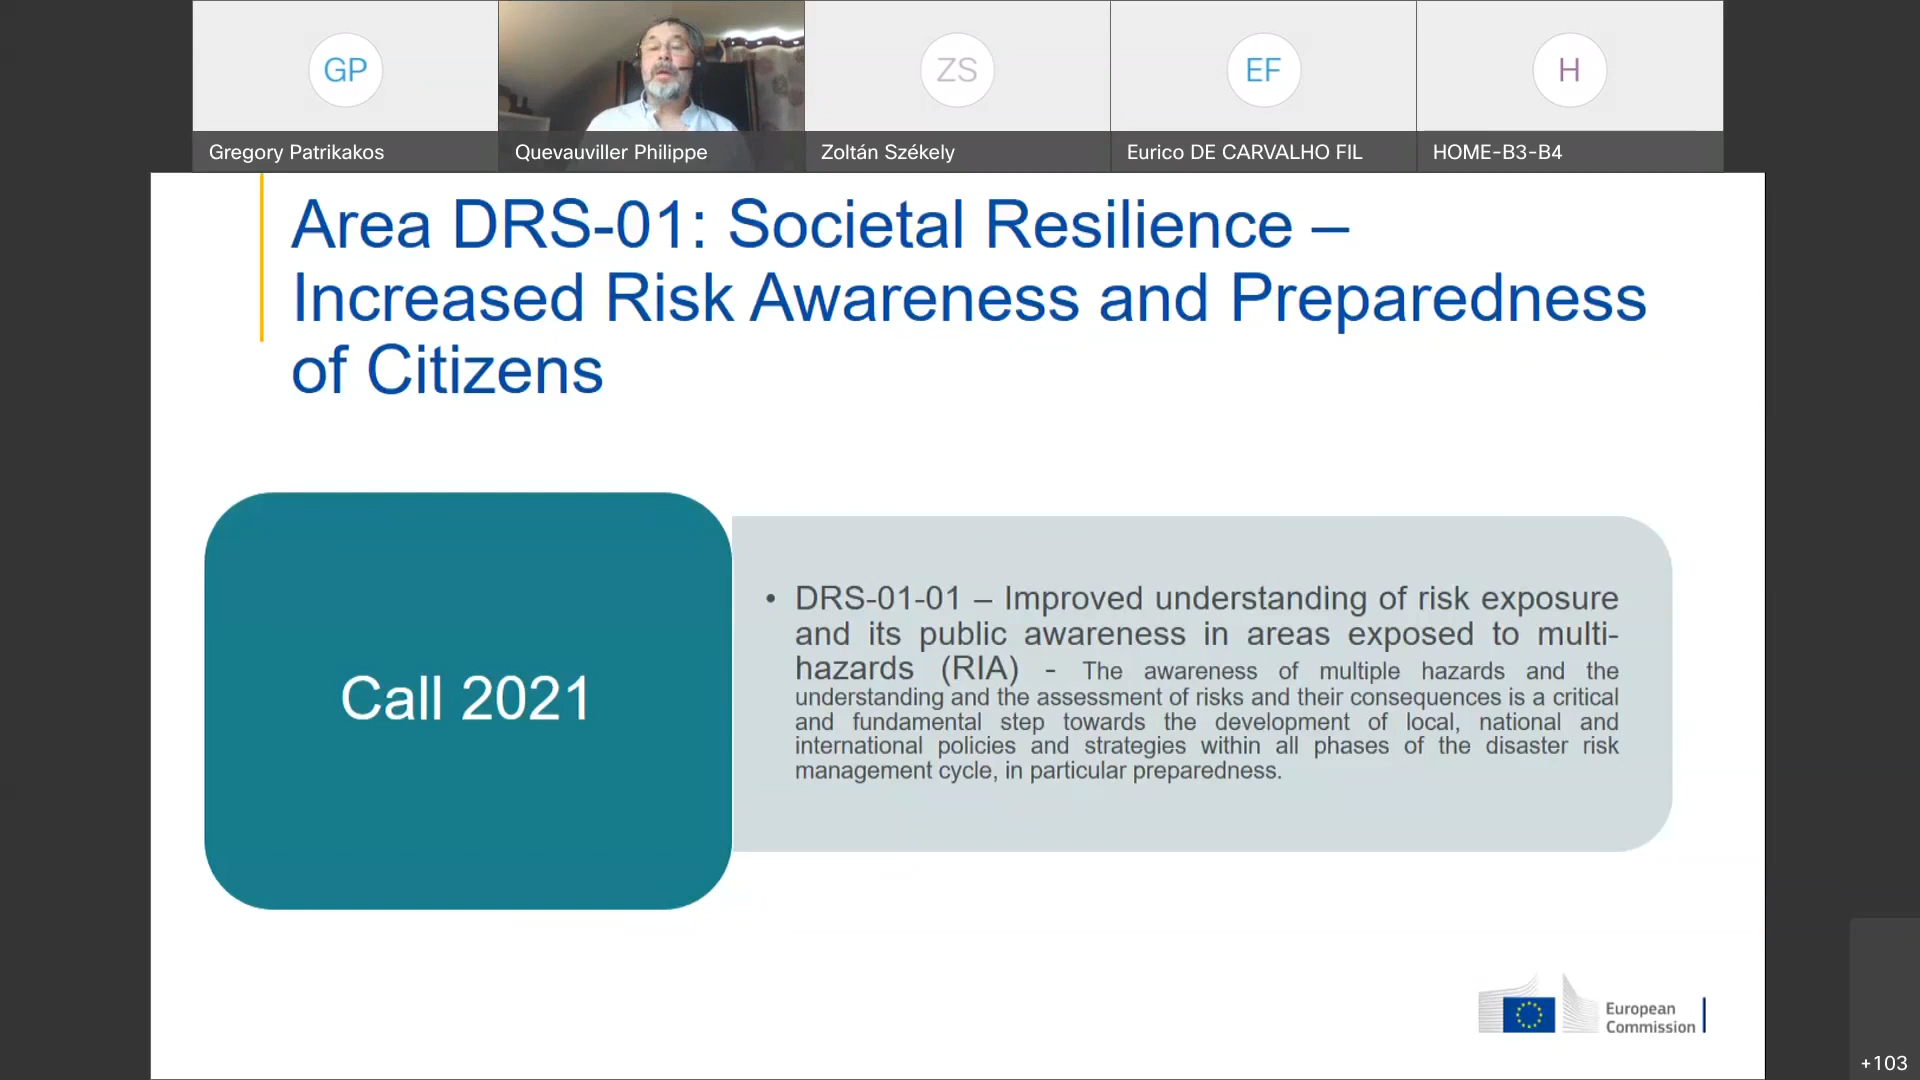 GP
ZS
EF
H
Gregory Patrikakos
Quevauviller Philippe
Zoltán Székely
Eurico DE CARVALHO FIL
HOME-B3-B4
Area DRS-01: Societal Resilience –
Increased Risk Awareness and Preparedness
of Citizens
Call 2021
• DRS-01-01 – Improved understanding of risk exposure
and its public awareness in areas exposed to multi-
hazards (RIA) - The awareness of multiple hazards and the
understanding and the assessment of risks and their consequences is a critical
and fundamental step towards the development of local, national and
international policies and strategies within all phases of the disaster risk
management cycle, in particular preparedness.
European
Commission
+103